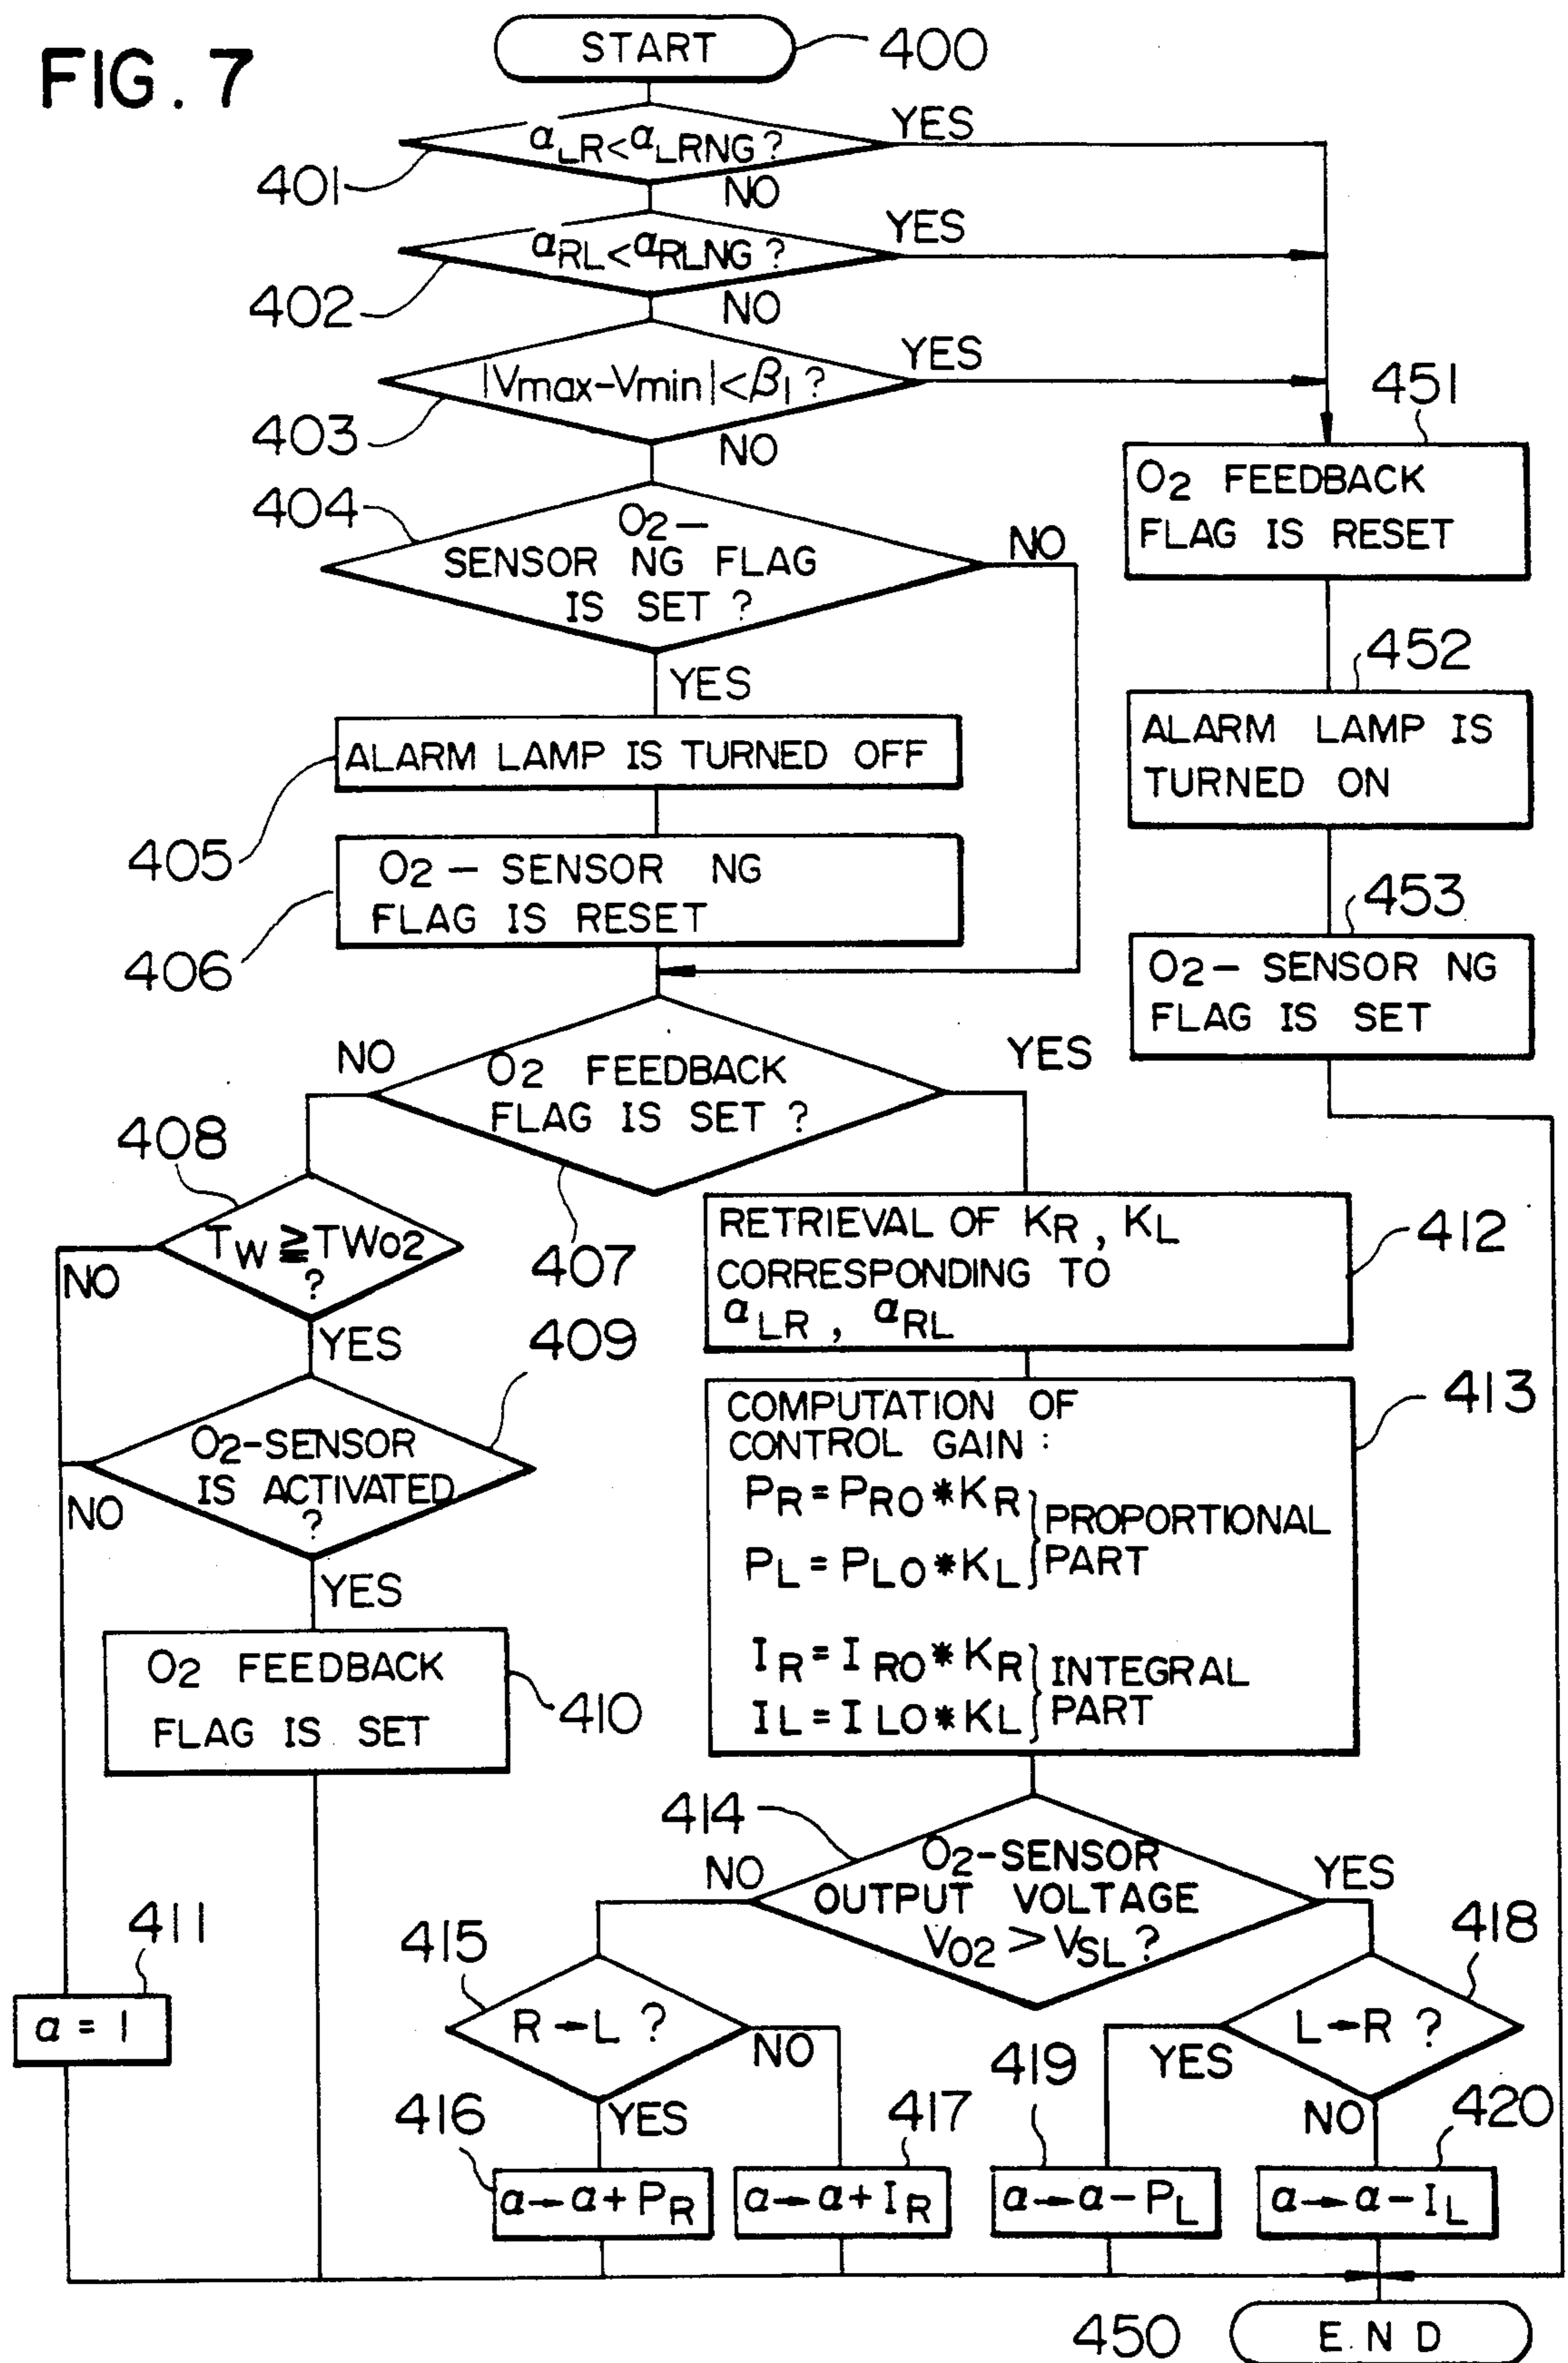 FIG. 7
START
400
αLR<αLRNG?
YES
401
NO
αRL<αRLNG?
YES
402
NO
|Vmax-Vmin|<β1?
YES
403
NO
451
O2 FEEDBACK
FLAG IS RESET
404
O2-
SENSOR NG FLAG
IS SET?
NO
YES
452
ALARM LAMP IS
TURNED ON
ALARM LAMP IS TURNED OFF
405
453
O2- SENSOR NG
FLAG IS RESET
406
O2- SENSOR NG
FLAG IS SET
NO
O2 FEEDBACK
FLAG IS SET?
YES
407
408
TW≧TWO2
?
NO
YES
RETRIEVAL OF KR, KL
CORRESPONDING TO
αLR, αRL
412
409
O2-SENSOR
IS ACTIVATED
?
NO
YES
COMPUTATION OF
CONTROL GAIN:
PR=PRO*KR
PL=PLO*KL
PROPORTIONAL
PART
IR=IRO*KR
IL=ILO*KL
INTEGRAL
PART
413
O2 FEEDBACK
FLAG IS SET
410
414
O2-SENSOR
OUTPUT VOLTAGE
VO2>VSL?
NO
YES
411
α=1
415
R→L?
NO
YES
418
L→R?
YES
NO
416
α→α+PR
417
α→α+IR
419
α→α-PL
420
α→α-IL
450
END